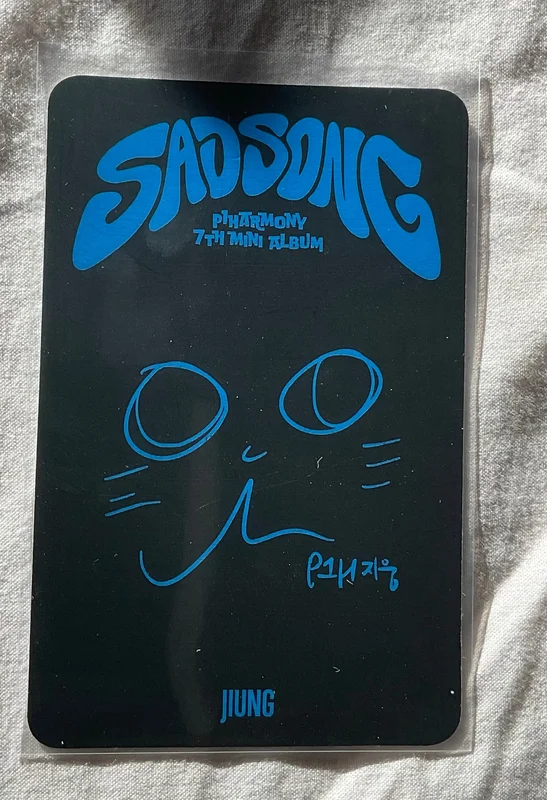 SADSONG
P1HARMONY
7TH MINI ALBUM
P1H 지웅
JIUNG